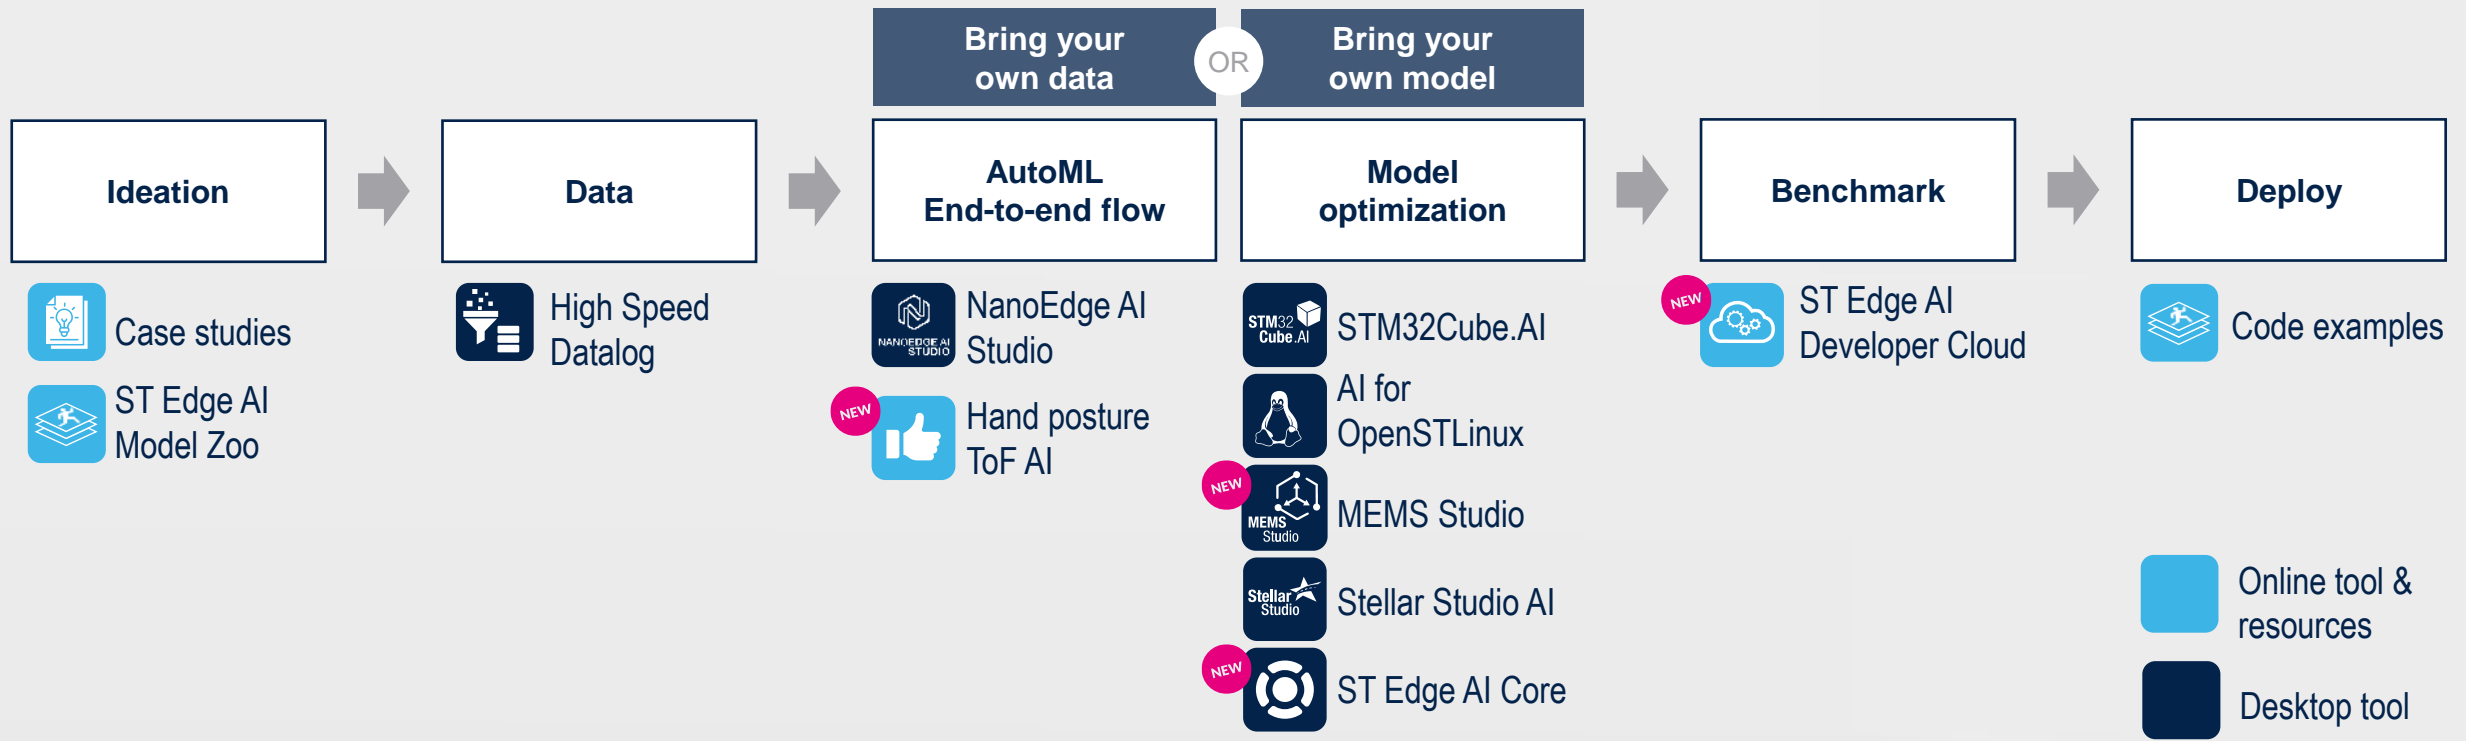 Bring your
own data
OR
Bring your
own model
Ideation
Data
AutoML
End-to-end flow
Model
optimization
Benchmark
Deploy
Case studies
ST Edge AI
Model Zoo
High Speed
Datalog
NANOEDGE AI
STUDIO
NanoEdge AI
Studio
NEW
Hand posture
ToF AI
STM32
Cube.AI
STM32Cube.AI
AI for
OpenSTLinux
NEW
MEMS
Studio
MEMS Studio
Stellar
Studio
Stellar Studio AI
NEW
ST Edge AI Core
NEW
ST Edge AI
Developer Cloud
Code examples
Online tool &
resources
Desktop tool